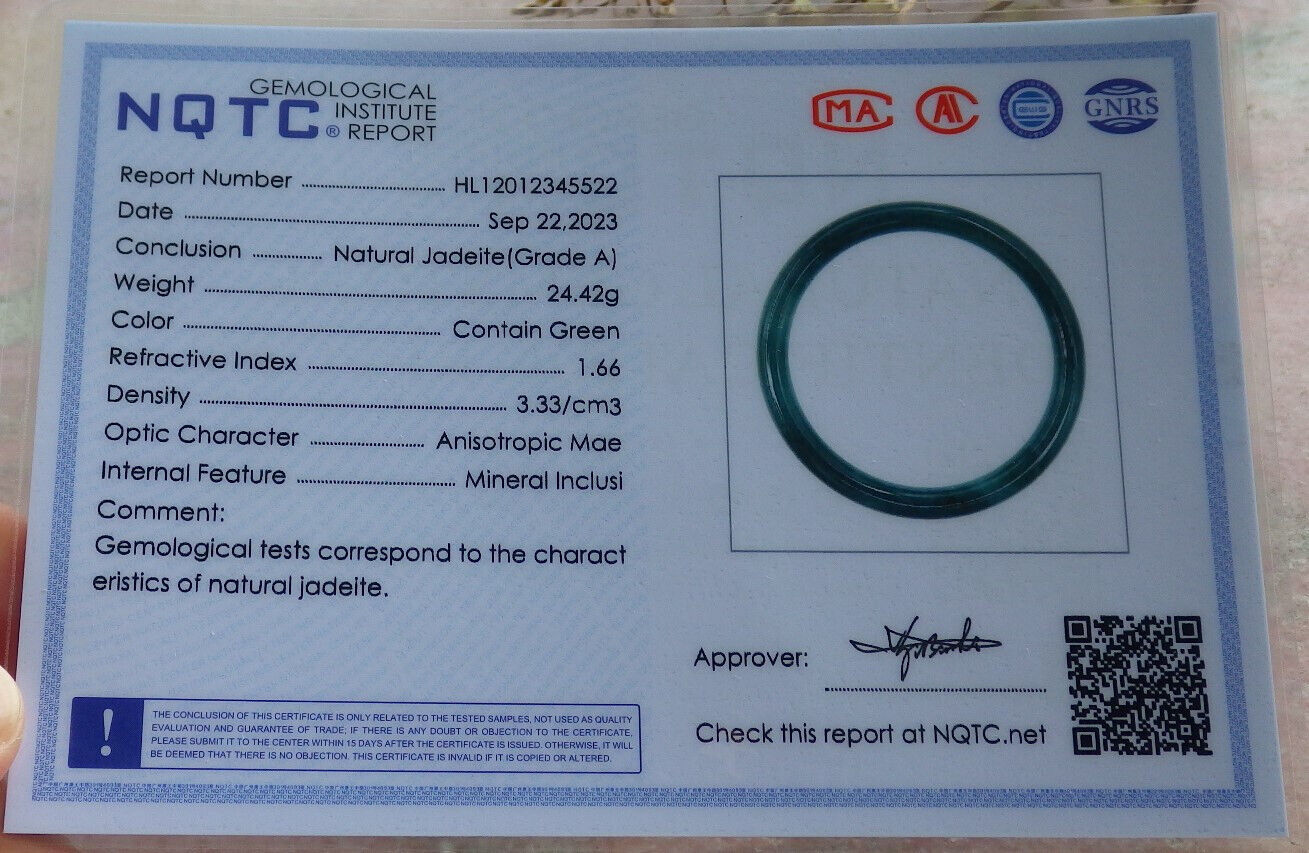 GEMOLOGICAL
NQTC® INSTITUTE
REPORT
MA
GNRS
Report Number ........................ HL12012345522
Date ........................ Sep 22,2023
Conclusion ........................ Natural Jadeite(Grade A)
Weight ........................ 24.42g
Color ........................ Contain Green
Refractive Index ........................ 1.66
Density ........................ 3.33/cm3
Optic Character ........................ Anisotropic Mae
Internal Feature ........................ Mineral Inclusi
Comment:
Gemological tests correspond to the charact
eristics of natural jadeite.
Approver:
Check this report at NQTC.net
! THE CONCLUSION OF THIS CERTIFICATE IS ONLY RELATED TO THE TESTED SAMPLES, NOT USED AS QUALITY
EVALUATION AND GUARANTEE OF TRADE; IF THERE IS ANY DOUBT OR OBJECTION TO THE CERTIFICATE,
PLEASE SUBMIT IT TO THE CENTER WITHIN 15 DAYS AFTER THE CERTIFICATE IS ISSUED. OTHERWISE, IT WILL
BE DEEMED THAT THERE IS NO OBJECTION. THIS CERTIFICATE IS INVALID IF IT IS COPIED OR ALTERED.